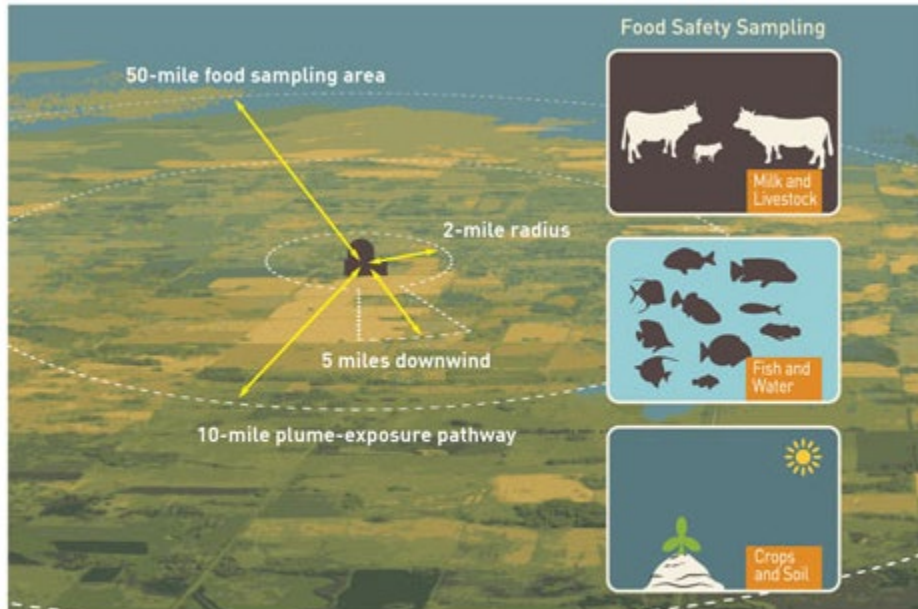 Food Safety Sampling
50-mile food sampling area
Milk and
Livestock
2-mile radius
5 miles downwind
Fish and
Water
10-mile plume-exposure pathway
Crops
and Soil